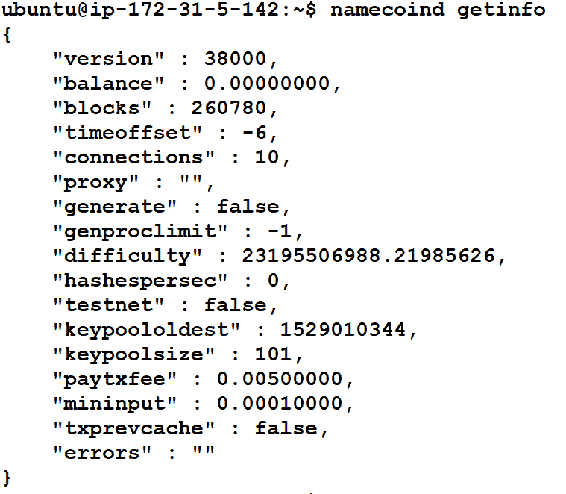 ubuntu@ip-172-31-5-142:~$ namecoind getinfo
{
    "version" : 38000,
    "balance" : 0.00000000,
    "blocks" : 260780,
    "timeoffset" : -6,
    "connections" : 10,
    "proxy" : "",
    "generate" : false,
    "genproclimit" : -1,
    "difficulty" : 23195506988.21985626,
    "hashespersec" : 0,
    "testnet" : false,
    "keypoololdest" : 1529010344,
    "keypoolsize" : 101,
    "paytxfee" : 0.00500000,
    "mininput" : 0.00010000,
    "txprevcache" : false,
    "errors" : ""
}